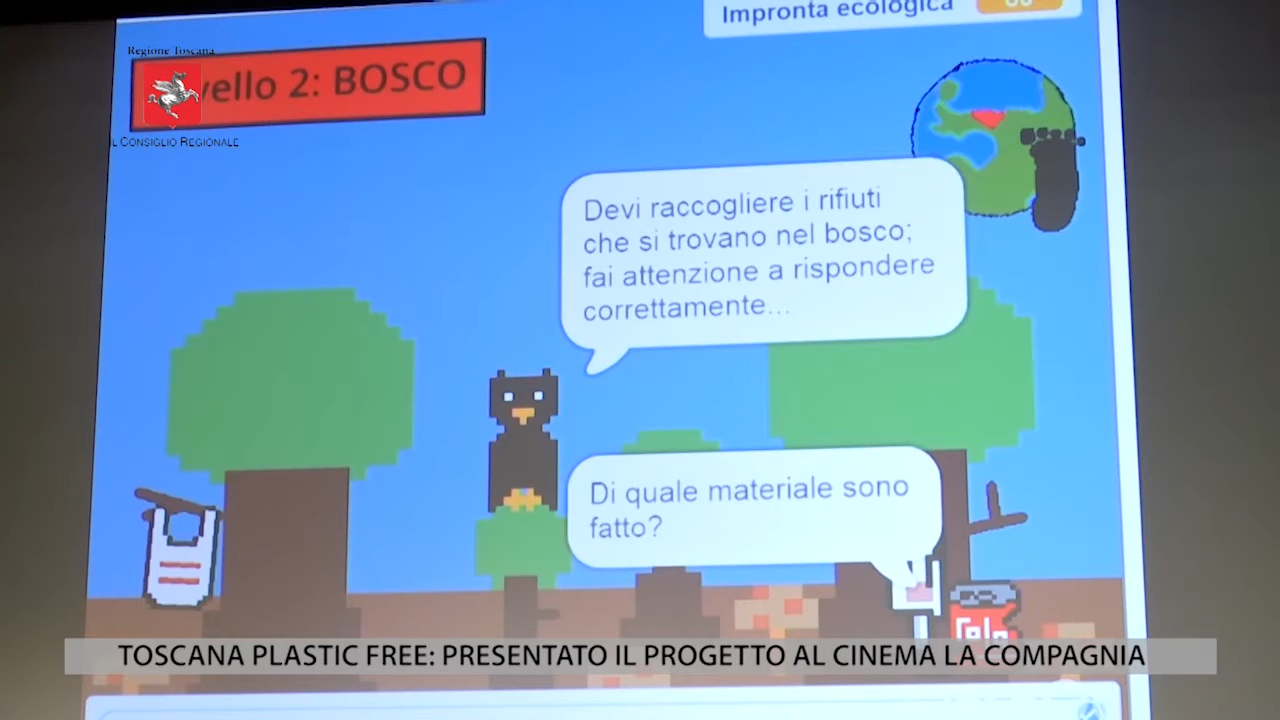 Impronta ecologica
Regione Toscana
vello 2: BOSCO
IL CONSIGLIO REGIONALE
Devi raccogliere i rifiuti
che si trovano nel bosco;
fai attenzione a rispondere
correttamente...
Di quale materiale sono
fatto?
TOSCANA PLASTIC FREE: PRESENTATO IL PROGETTO AL CINEMA LA COMPAGNIA